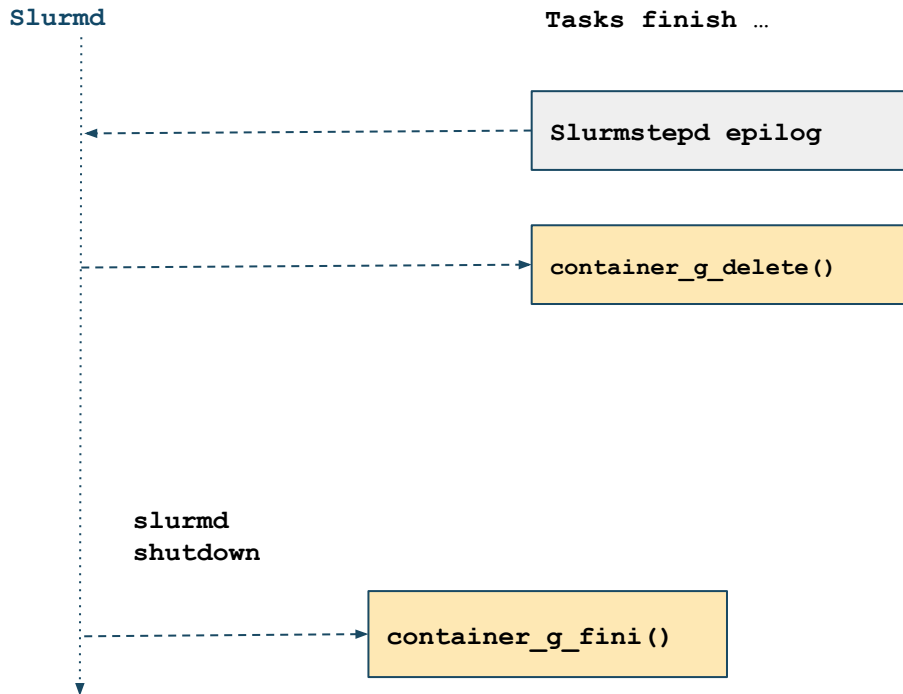 Slurmd
Tasks finish …
Slurmstepd epilog
container_g_delete()
slurmd
shutdown
container_g_fini()